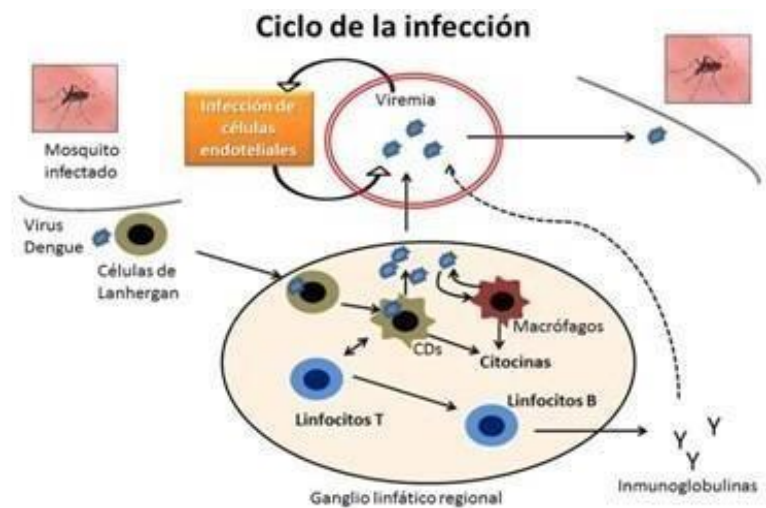 Ciclo de la infección
Mosquito
infectado
Infección de
células
endoteliales
Viremia
Virus
Dengue
Células de
Lanhergan
CDs
Macrófagos
Citocinas
Linfocitos T
Linfocitos B
Ganglio linfático regional
Y
Y
Y
Inmunoglobulinas